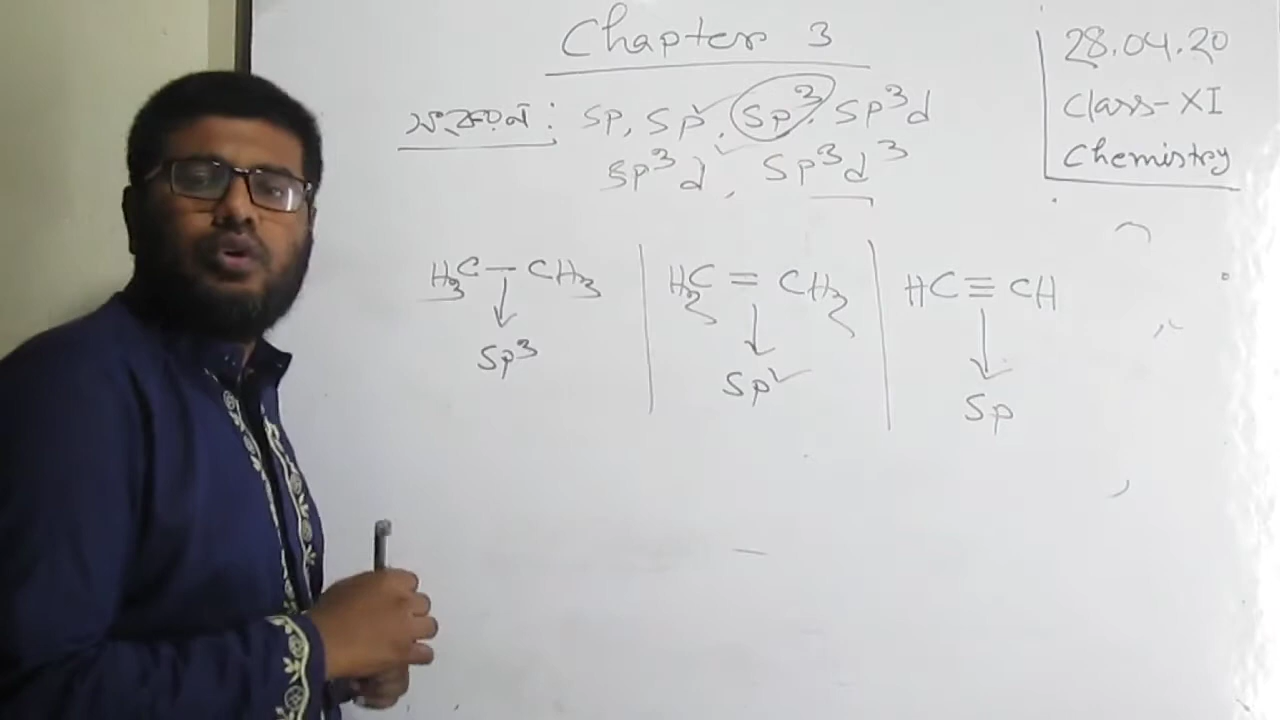 Chapter 3
28.04.20
Class-XI
Chemistry
সংকরণ: sp, sp², sp³, sp³d
sp³d², sp³d³
H₃C — CH₃
H₂C = CH₂
HC ≡ CH
sp³
sp²
sp